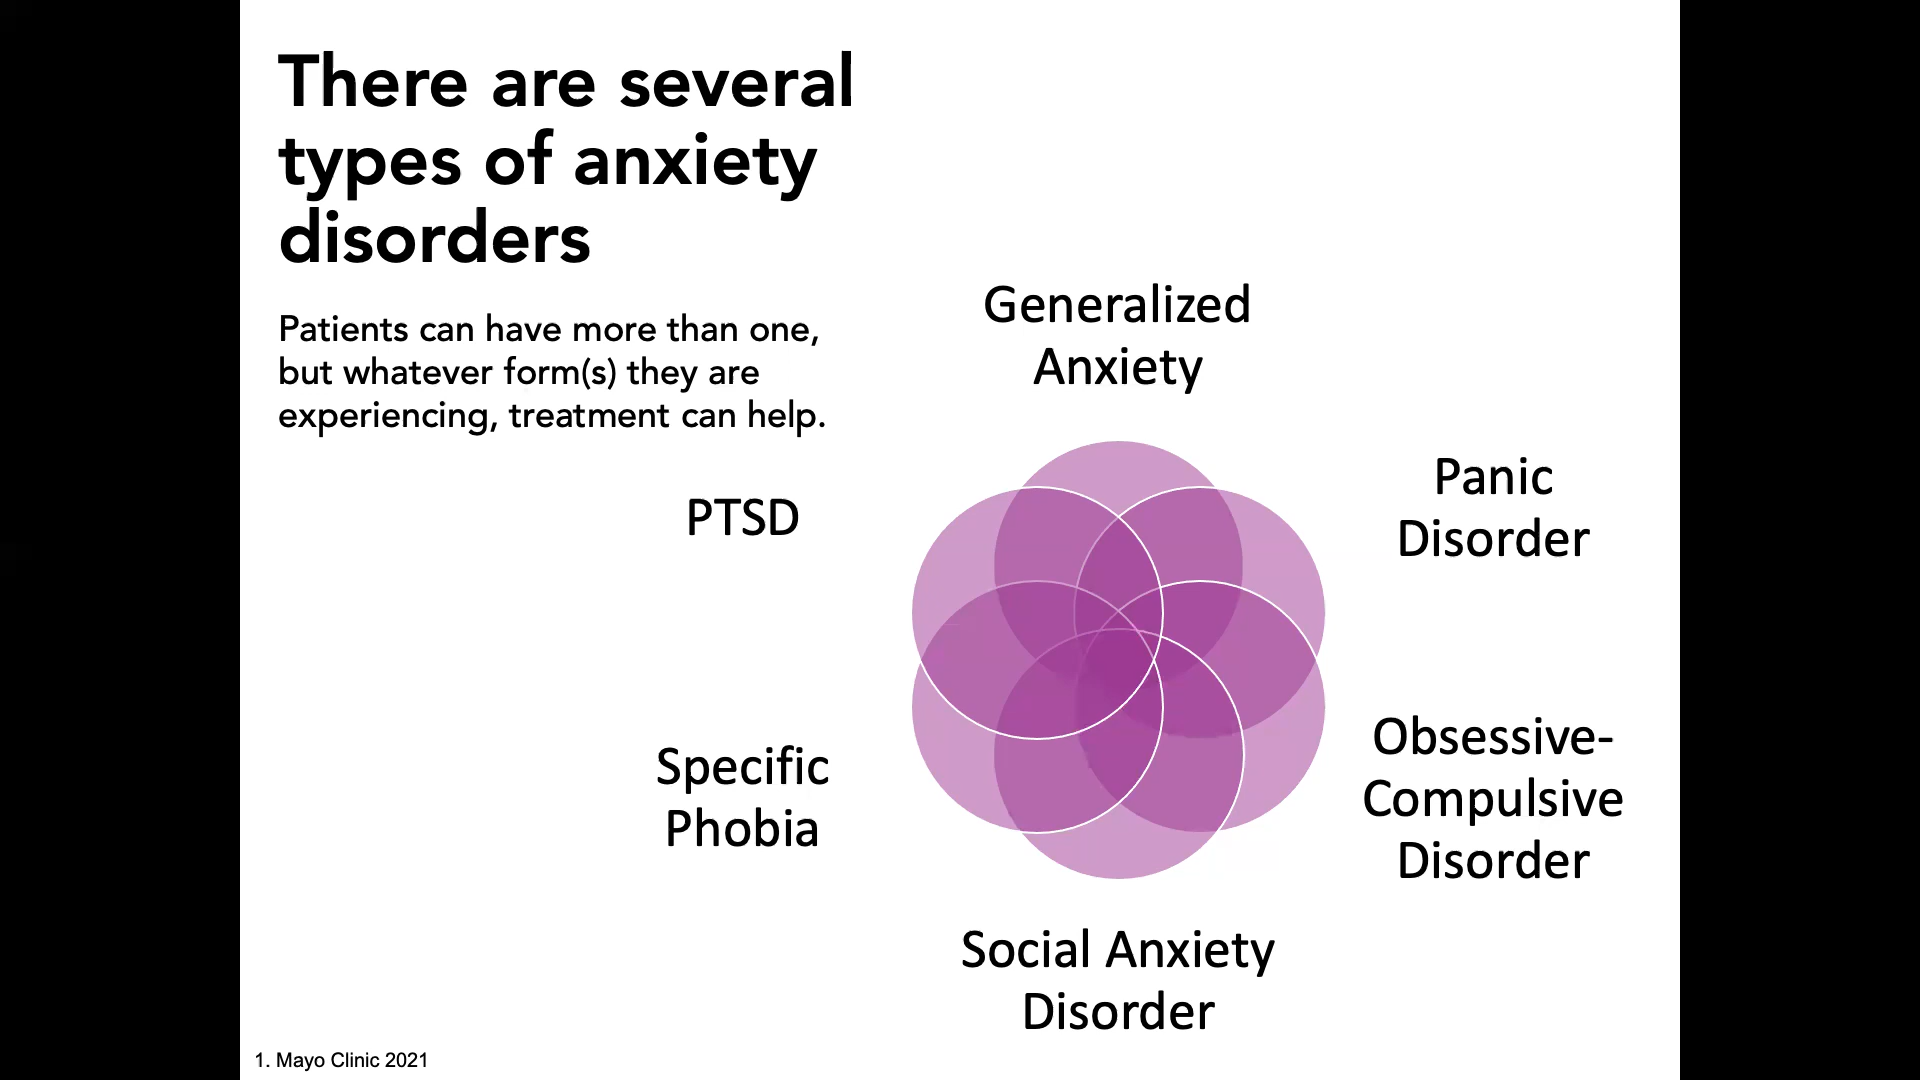 There are several
types of anxiety
disorders
Patients can have more than one,
but whatever form(s) they are
experiencing, treatment can help.
Generalized
Anxiety
Panic
Disorder
Obsessive-
Compulsive
Disorder
Social Anxiety
Disorder
Specific
Phobia
PTSD
1. Mayo Clinic 2021